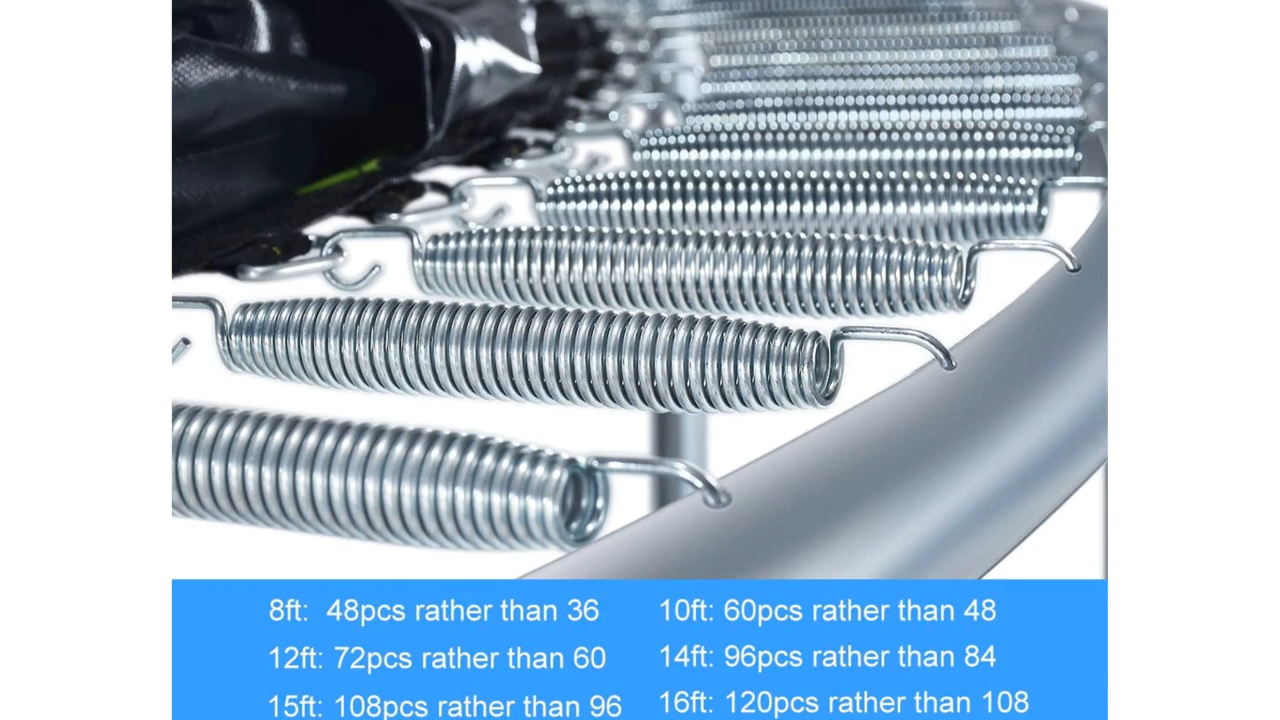 8ft:  48pcs rather than 36
10ft: 60pcs rather than 48
12ft: 72pcs rather than 60
14ft: 96pcs rather than 84
15ft: 108pcs rather than 96
16ft: 120pcs rather than 108